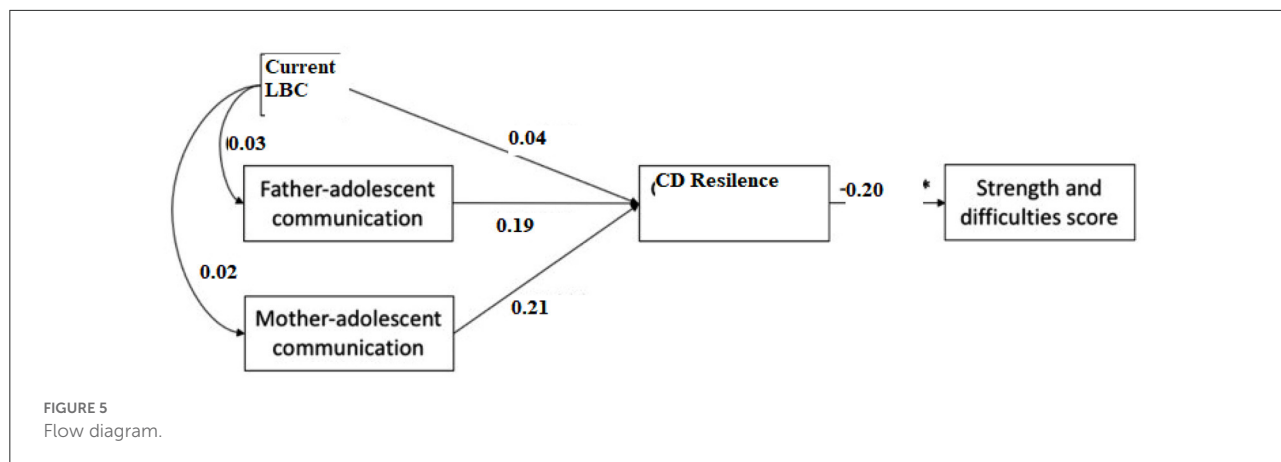 Current
LBC
0.03
0.04
Father-adolescent
communication
0.19
(CD Resilence
-0.20
*
Strength and
difficulties score
0.02
0.21
Mother-adolescent
communication
FIGURE 5
Flow diagram.